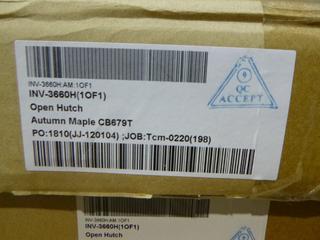 INV-3660H:AM:1OF1
INV-3660H(1OF1)
Open Hutch
Autumn Maple CB679T
PO:1810(JJ-120104) ;JOB:Tcm-0220(198)
QC
ACCEPT
INV-3660H:AM:1OF1
INV-3660H(1OF1)
Open Hutch